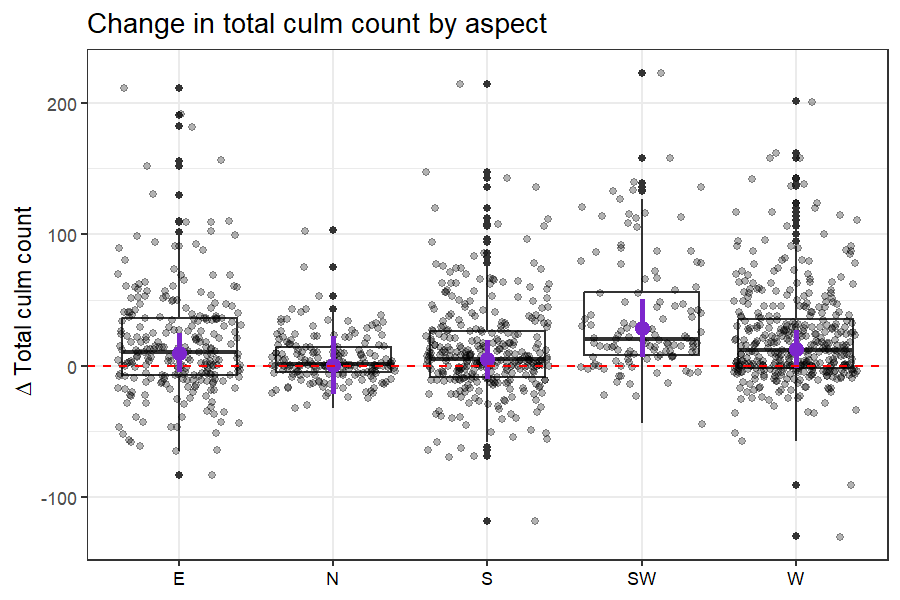 Change in total culm count by aspect
Δ Total culm count
200
100
0
-100
E N S SW W